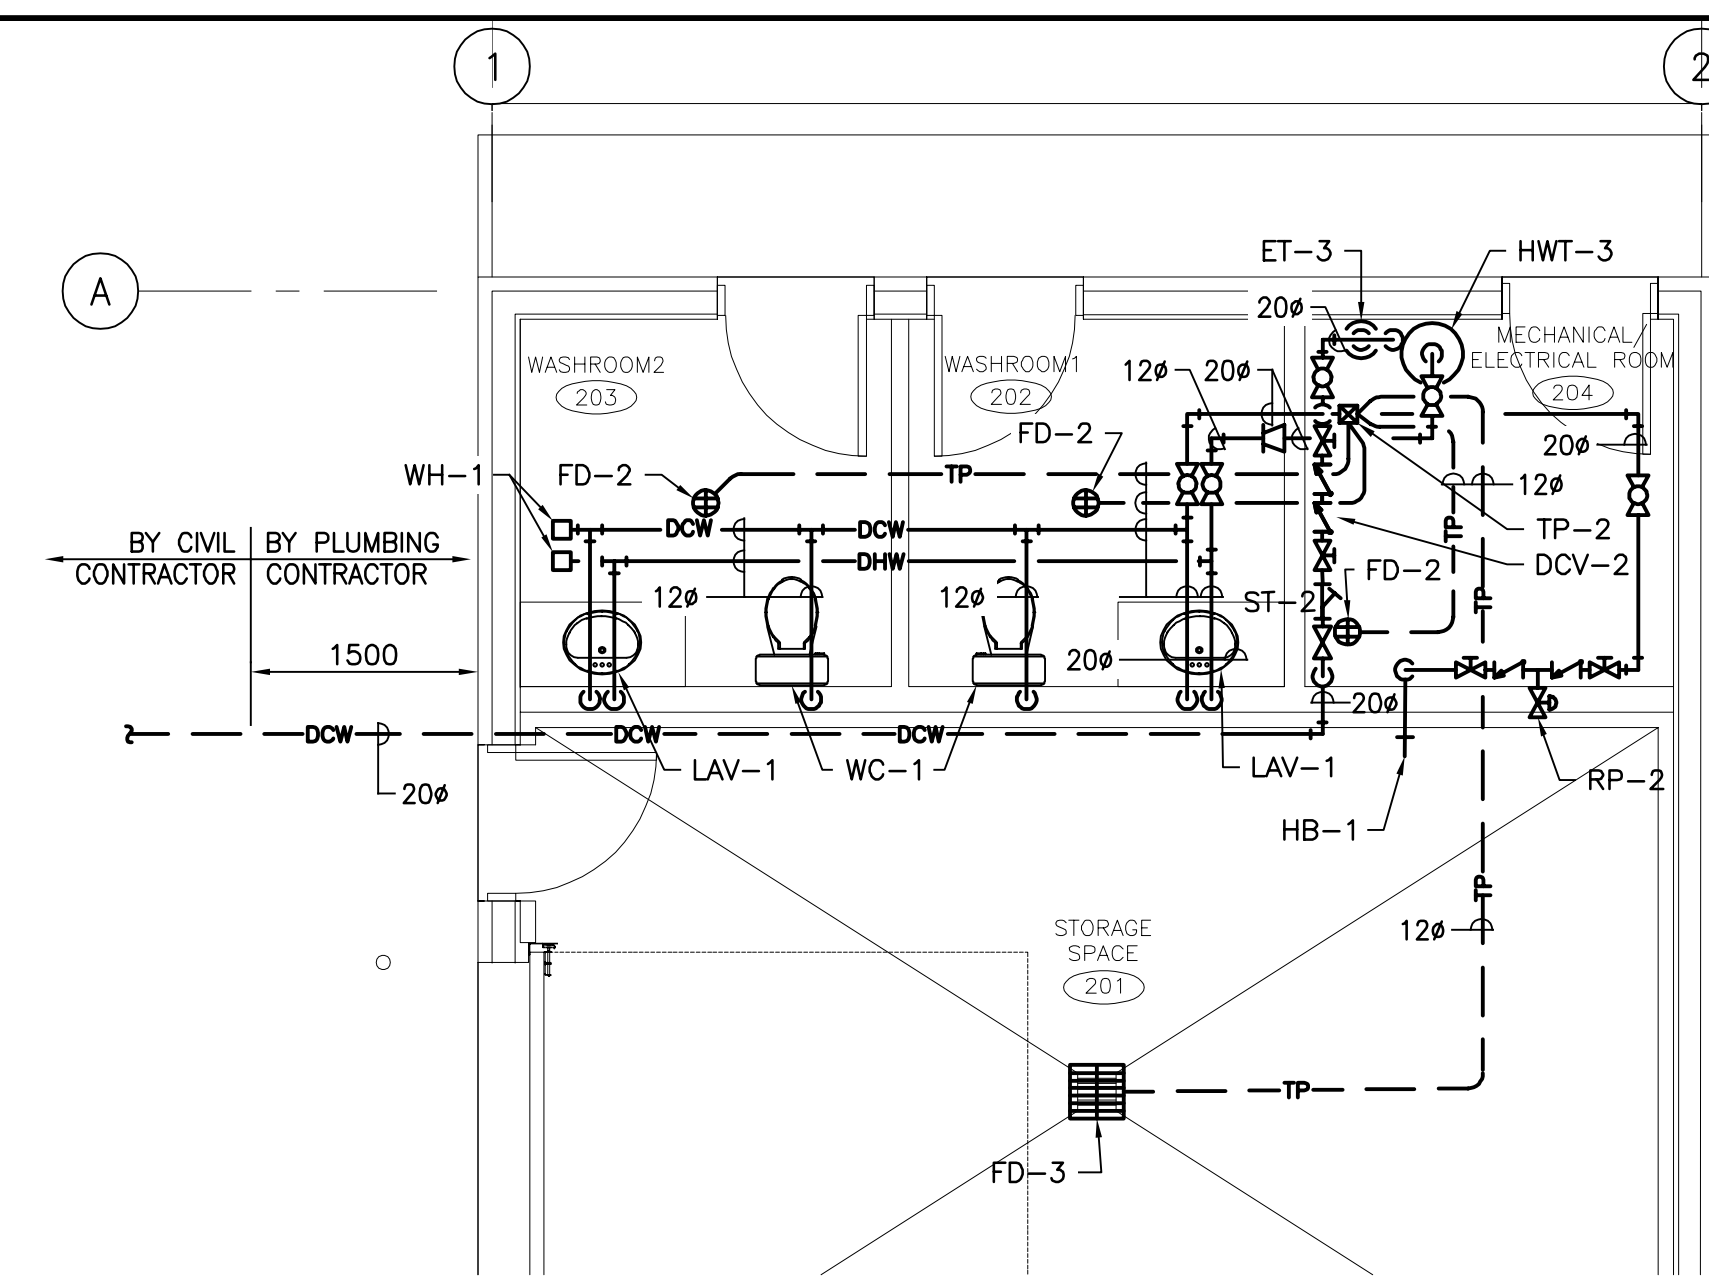 1
2
A
ET-3
HWT-3
20ø
MECHANICAL/
ELECTRICAL ROOM
204
WASHROOM2
203
WASHROOM1
202
12ø
20ø
FD-2
20ø
WH-1
FD-2
TP
12ø
TP
TP-2
DCW
DCW
BY CIVIL
CONTRACTOR
BY PLUMBING
CONTRACTOR
DHW
DCV-2
FD-2
12ø
12ø
ST-2
TP
1500
20ø
20ø
DCW
DCW
DCW
LAV-1
WC-1
LAV-1
RP-2
20ø
HB-1
TP
STORAGE
SPACE
201
12ø
TP
FD-3